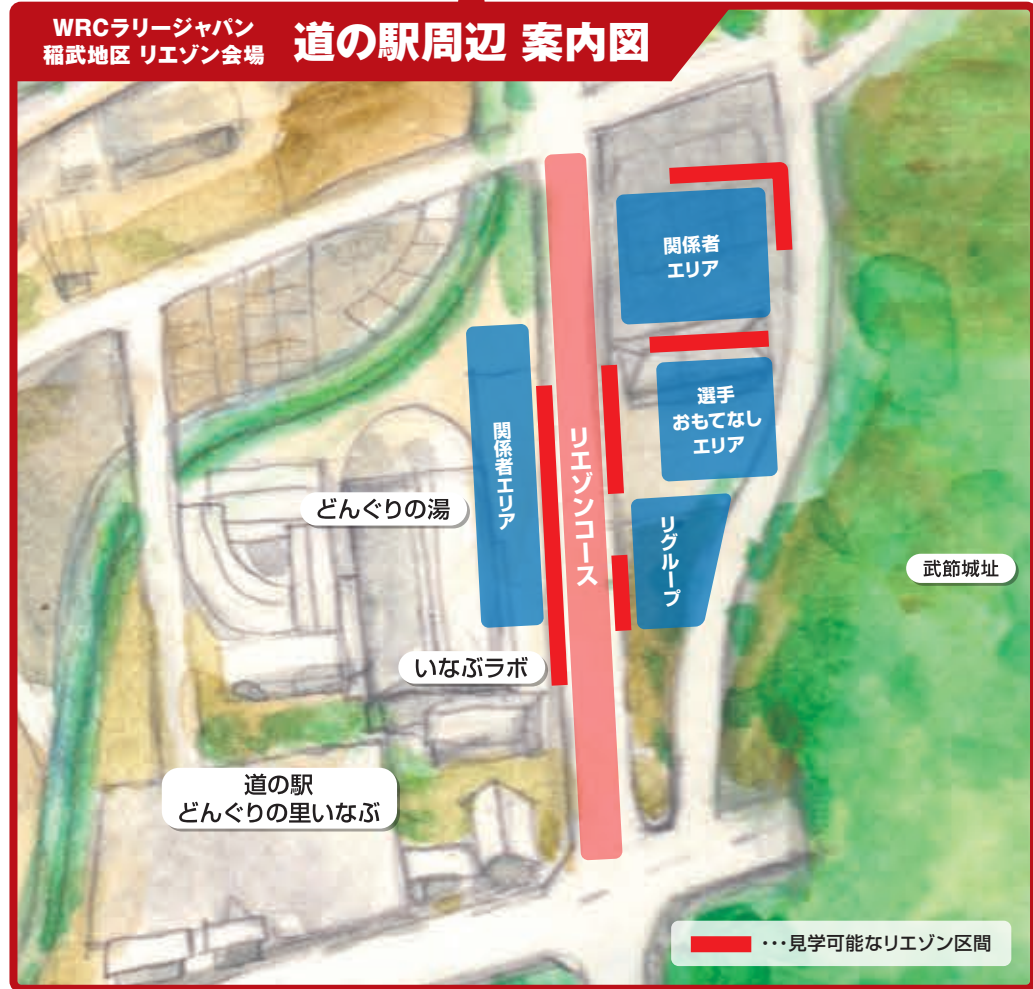 WRCラリージャパン
稲武地区 リエゾン会場
道の駅周辺 案内図
関係者
エリア
選手
おもてなし
エリア
関係者エリア
リエゾンコース
どんぐりの湯
リグループ
武節城址
いなぶラボ
道の駅
どんぐりの里いなぶ
･･･見学可能なリエゾン区間